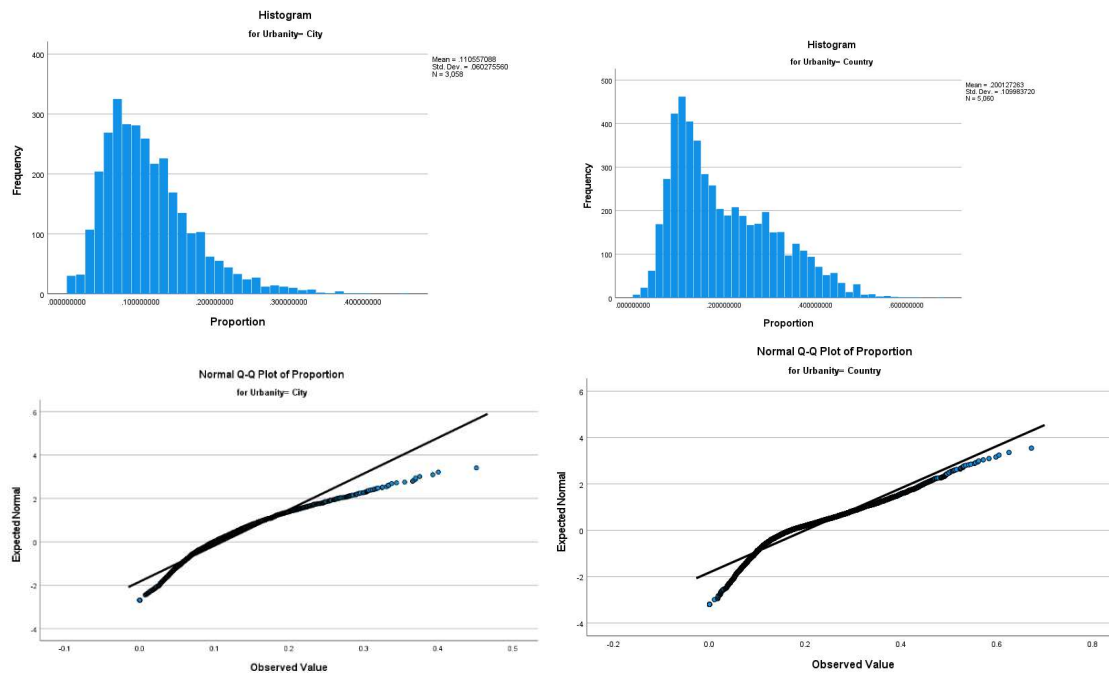 Histogram
for Urbanity= City
Mean = .110557088
Std. Dev. = .060275560
N = 3,058
400
300
200
100
0
Frequency
.000000000
.100000000
.200000000
.300000000
.400000000
Proportion
Histogram
for Urbanity= Country
Mean = .200127263
Std. Dev. = .109983720
N = 5,060
500
400
300
200
100
0
Frequency
.00000000
.200000000
.400000000
.600000000
Proportion
Normal Q-Q Plot of Proportion
for Urbanity= City
6
4
2
0
-2
-4
Expected Normal
-0.1
0.0
0.1
0.2
0.3
0.4
0.5
Observed Value
Normal Q-Q Plot of Proportion
for Urbanity= Country
6
4
2
0
-2
-4
Expected Normal
-0.2
0.0
0.2
0.4
0.6
0.8
Observed Value